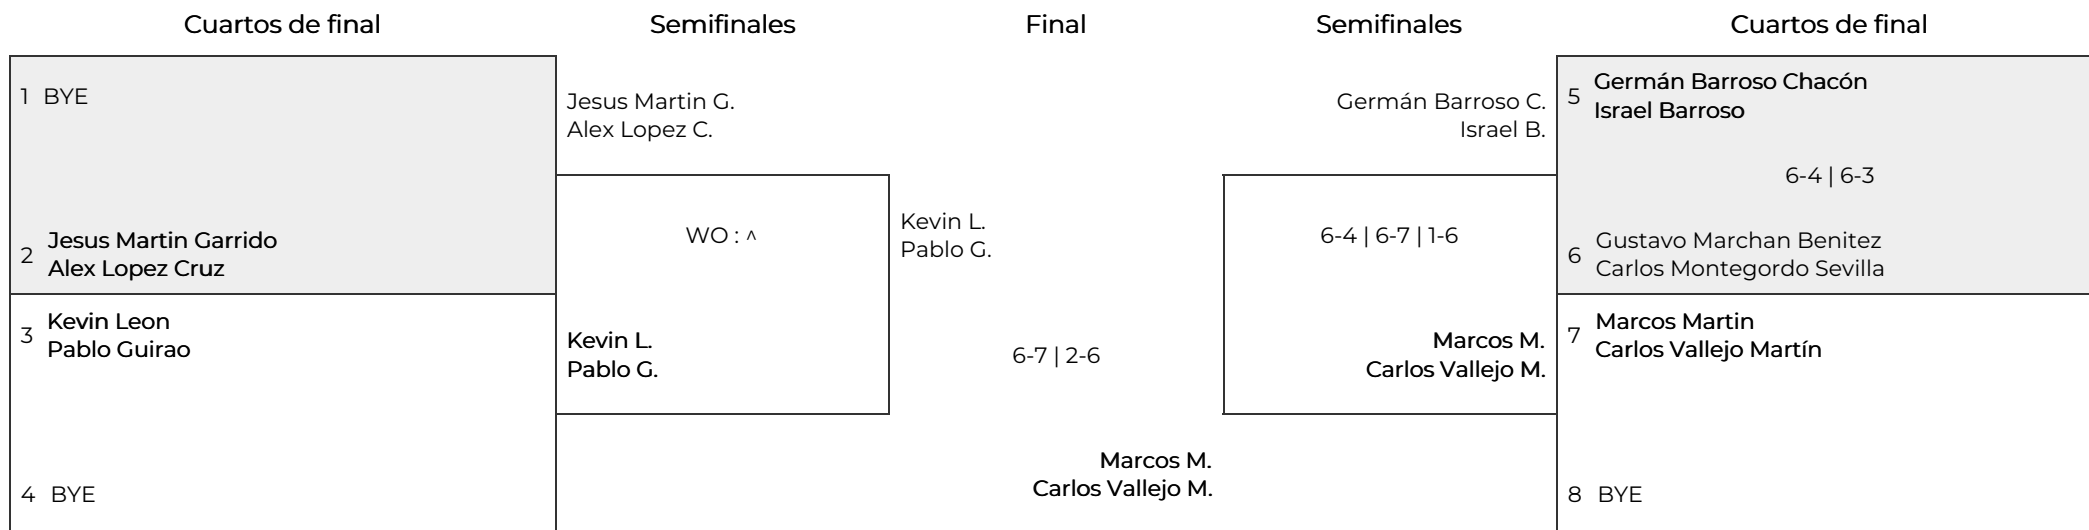 Cuartos de final
Semifinales
Final
Semifinales
Cuartos de final
1 BYE
2 Jesus Martin Garrido
Alex Lopez Cruz
3 Kevin Leon
Pablo Guirao
4 BYE
Jesus Martin G.
Alex Lopez C.
WO : ^
Kevin L.
Pablo G.
Kevin L.
Pablo G.
6-7 | 2-6
Marcos M.
Carlos Vallejo M.
Germán Barroso C.
Israel B.
6-4 | 6-7 | 1-6
Marcos M.
Carlos Vallejo M.
5 Germán Barroso Chacón
Israel Barroso
6-4 | 6-3
6 Gustavo Marchan Benitez
Carlos Montegordo Sevilla
7 Marcos Martin
Carlos Vallejo Martín
8 BYE